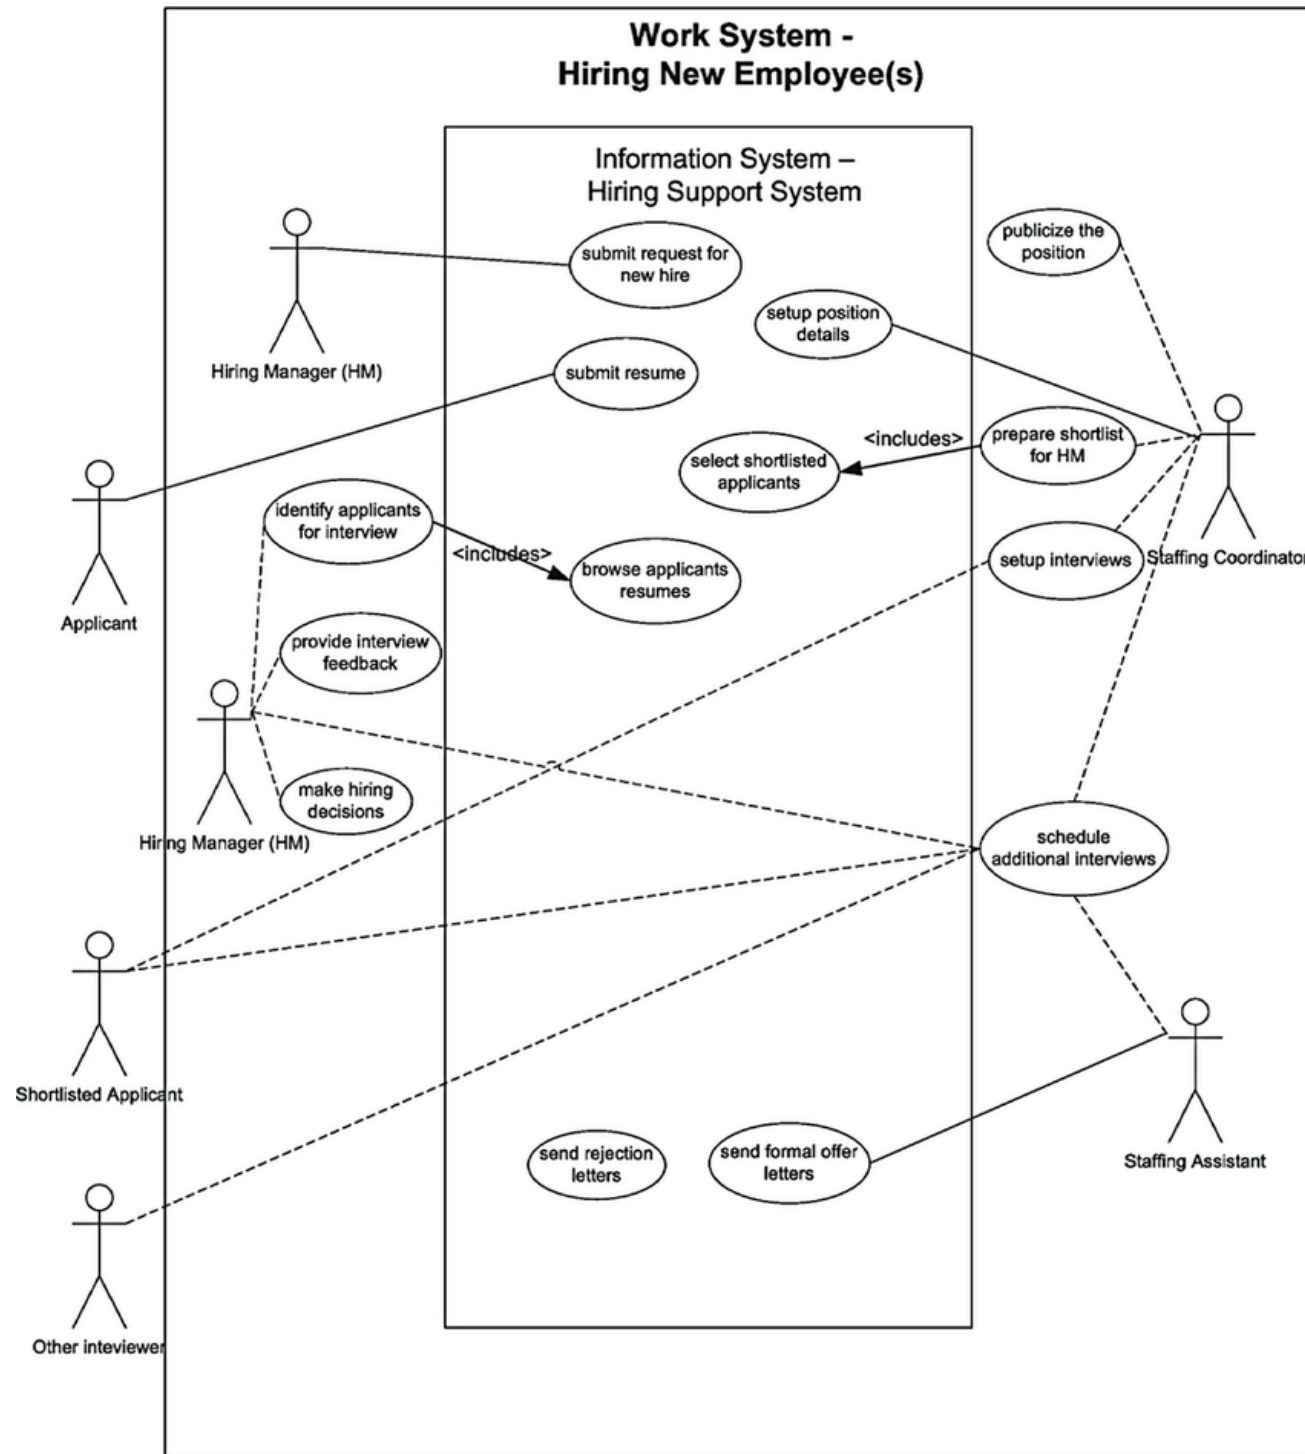 Work System -
Hiring New Employee(s)
Information System –
Hiring Support System
submit request for
new hire
publicize the
position
setup position
details
Hiring Manager (HM)
submit resume
<includes>
prepare shortlist
for HM
select shortlisted
applicants
identify applicants
for interview
<includes>
browse applicants
resumes
setup interviews
Staffing Coordinator
Applicant
provide interview
feedback
make hiring
decisions
Hiring Manager (HM)
schedule
additional interviews
Shortlisted Applicant
send rejection
letters
send formal offer
letters
Staffing Assistant
Other inteviewer